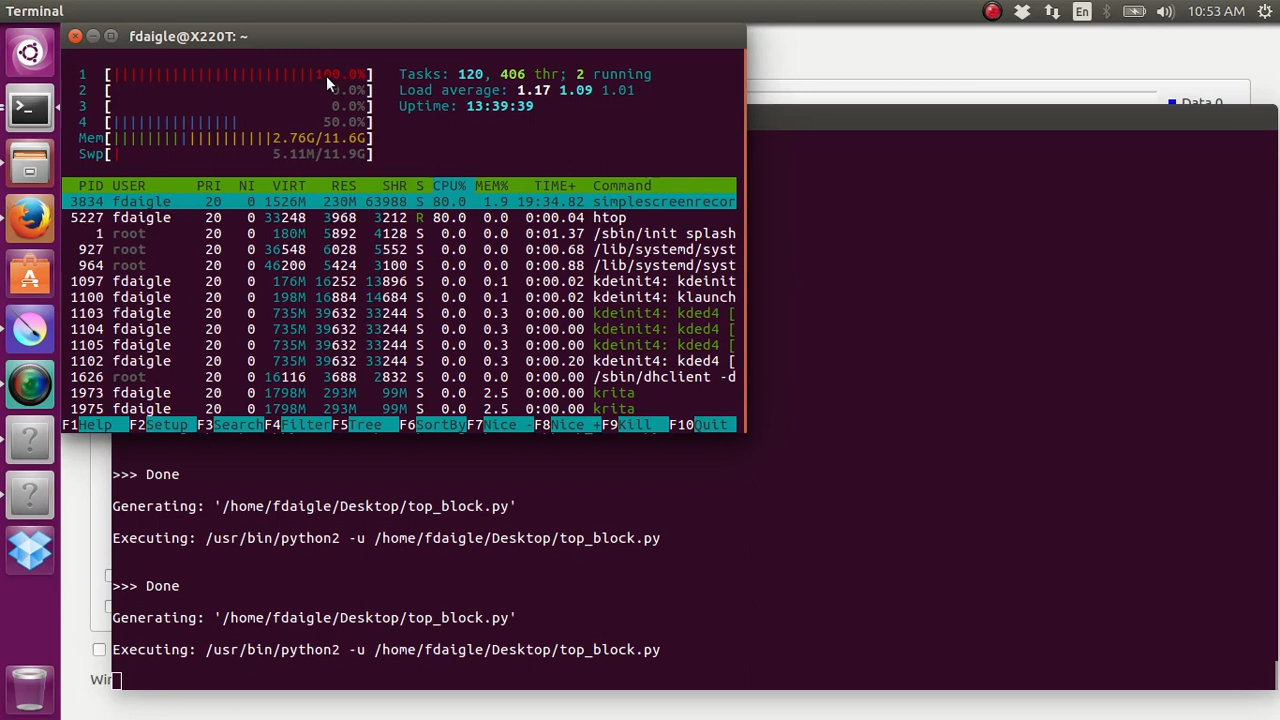 Terminal
En
10:53 AM
fdaigle@X220T: ~
1 [||||||||||||||||||||||||100.0%] Tasks: 120, 406 thr; 2 running
2 [ 0.0%] Load average: 1.17 1.09 1.01
3 [ 0.0%] Uptime: 13:39:39
4 [||||||||||||||| 50.0%]
Mem[|||||||||||||||||||2.76G/11.6G]
Swp[| 5.11M/11.9G]
PID USER PRI NI VIRT RES SHR S CPU% MEM% TIME+ Command
3834 fdaigle 20 0 1526M 230M 63988 S 80.0 1.9 19:34.82 simplescreenrecor
5227 fdaigle 20 0 33248 3968 3212 R 80.0 0.0 0:00.04 htop
1 root 20 0 180M 5892 4128 S 0.0 0.0 0:01.37 /sbin/init splash
927 root 20 0 36548 6028 5552 S 0.0 0.0 0:00.68 /lib/systemd/syst
964 root 20 0 46200 5424 3100 S 0.0 0.0 0:00.88 /lib/systemd/syst
1097 fdaigle 20 0 176M 16252 13896 S 0.0 0.1 0:00.02 kdeinit4: kdeinit
1100 fdaigle 20 0 198M 16884 14684 S 0.0 0.1 0:00.02 kdeinit4: klaunch
1103 fdaigle 20 0 735M 39632 33244 S 0.0 0.3 0:00.00 kdeinit4: kded4 [
1104 fdaigle 20 0 735M 39632 33244 S 0.0 0.3 0:00.00 kdeinit4: kded4 [
1105 fdaigle 20 0 735M 39632 33244 S 0.0 0.3 0:00.00 kdeinit4: kded4 [
1102 fdaigle 20 0 735M 39632 33244 S 0.0 0.3 0:00.20 kdeinit4: kded4 [
1626 root 20 0 16116 3688 2832 S 0.0 0.0 0:00.00 /sbin/dhclient -d
1973 fdaigle 20 0 1798M 293M 99M S 0.0 2.5 0:00.00 krita
1975 fdaigle 20 0 1798M 293M 99M S 0.0 2.5 0:00.00 krita
F1Help F2Setup F3SearchF4FilterF5Tree F6SortByF7Nice -F8Nice +F9Kill F10Quit
Data 0
>>> Done
Generating: '/home/fdaigle/Desktop/top_block.py'
Executing: /usr/bin/python2 -u /home/fdaigle/Desktop/top_block.py
>>> Done
Generating: '/home/fdaigle/Desktop/top_block.py'
Executing: /usr/bin/python2 -u /home/fdaigle/Desktop/top_block.py